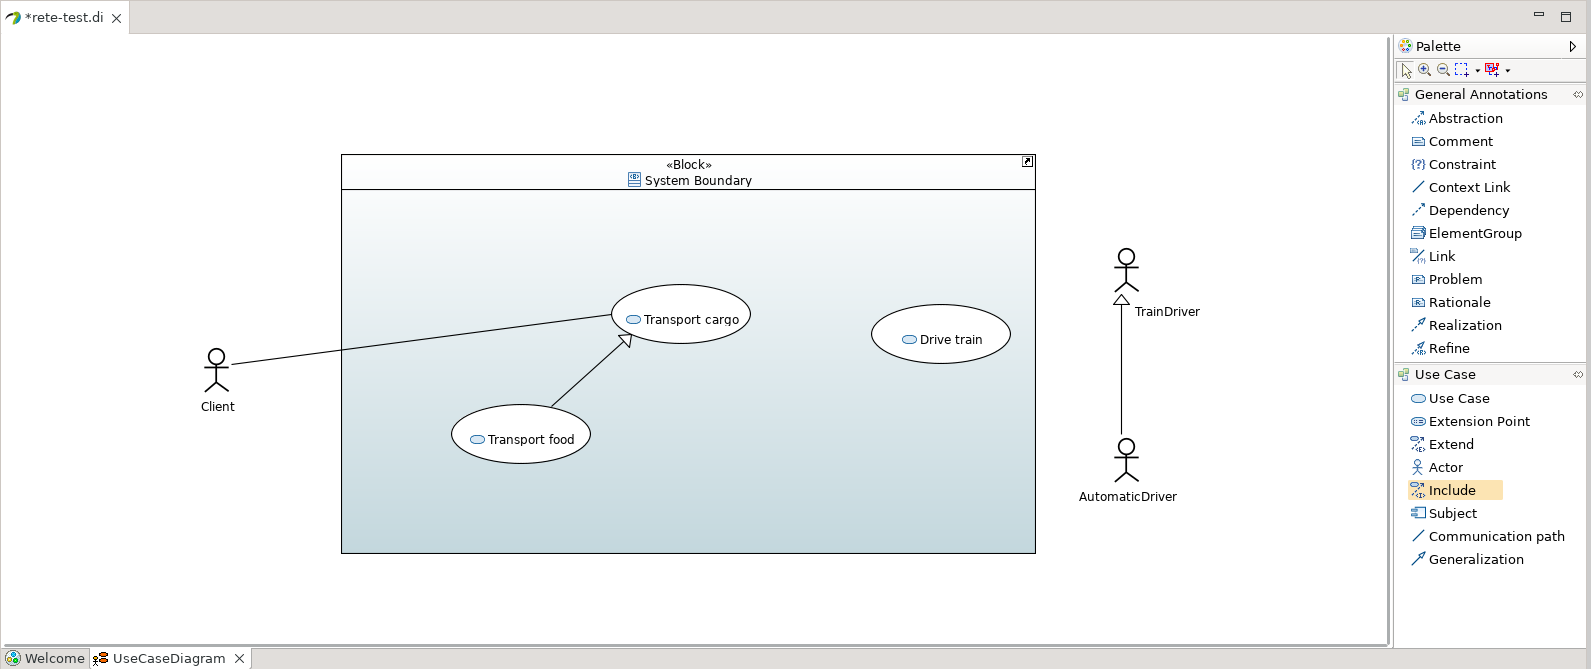 *rete-test.di
«Block»
System Boundary
Transport cargo
Drive train
Transport food
Client
TrainDriver
AutomaticDriver
Palette
General Annotations
Abstraction
Comment
Constraint
Context Link
Dependency
ElementGroup
Link
Problem
Rationale
Realization
Refine
Use Case
Use Case
Extension Point
Extend
Actor
Include
Subject
Communication path
Generalization
Welcome
UseCaseDiagram